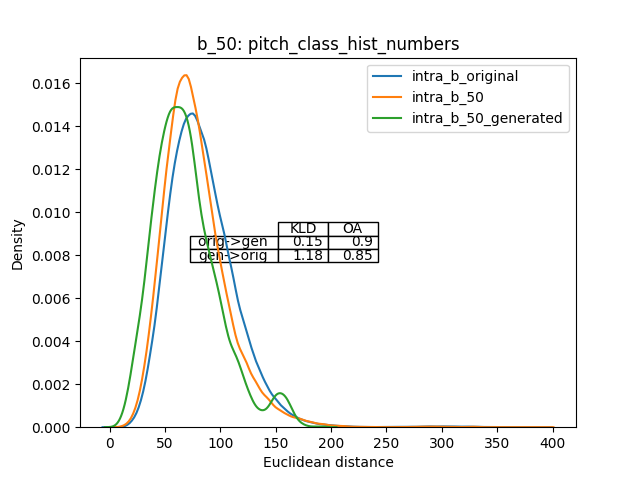 b_50: pitch_class_hist_numbers
intra_b_original
intra_b_50
intra_b_50_generated
KLD OA
orig->gen 0.15 0.9
gen->orig 1.18 0.85
Density
0.016
0.014
0.012
0.010
0.008
0.006
0.004
0.002
0.000
0 50 100 150 200 250 300 350 400
Euclidean distance